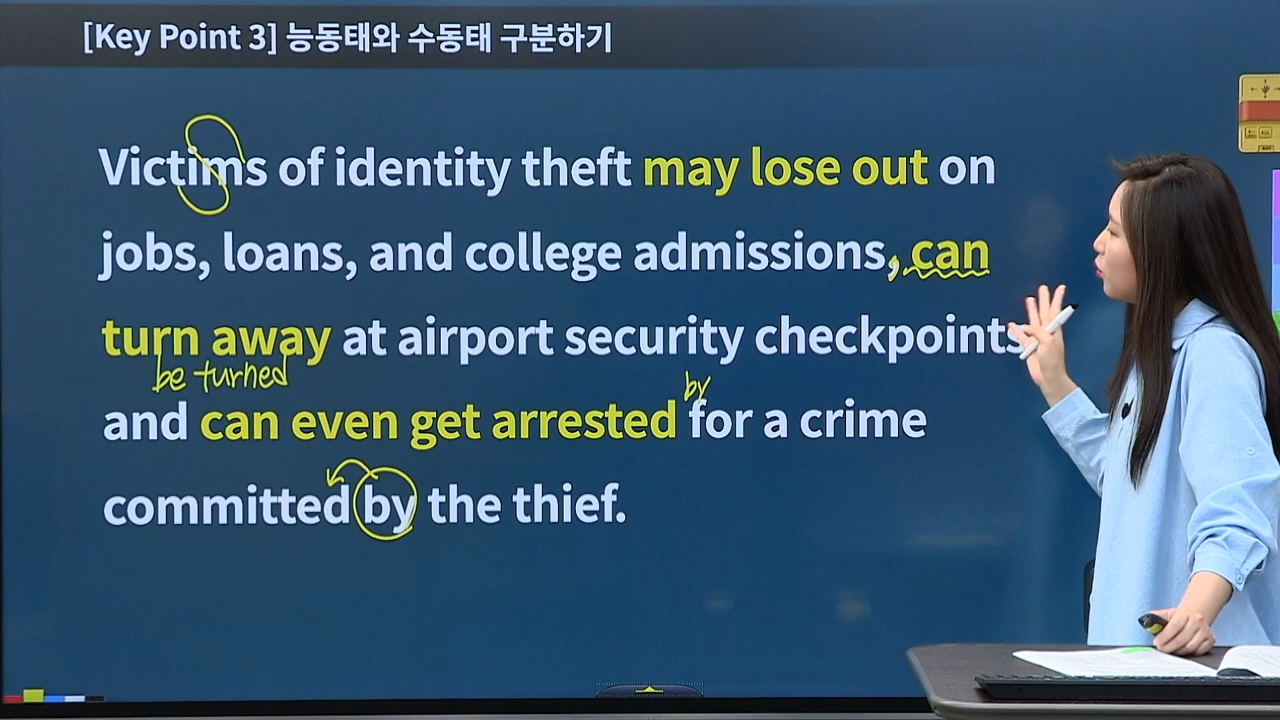 [Key Point 3] 능동태와 수동태 구분하기
Victims of identity theft may lose out on
jobs, loans, and college admissions, can
turn away at airport security checkpoints
be turned
by
and can even get arrested for a crime
committed by the thief.